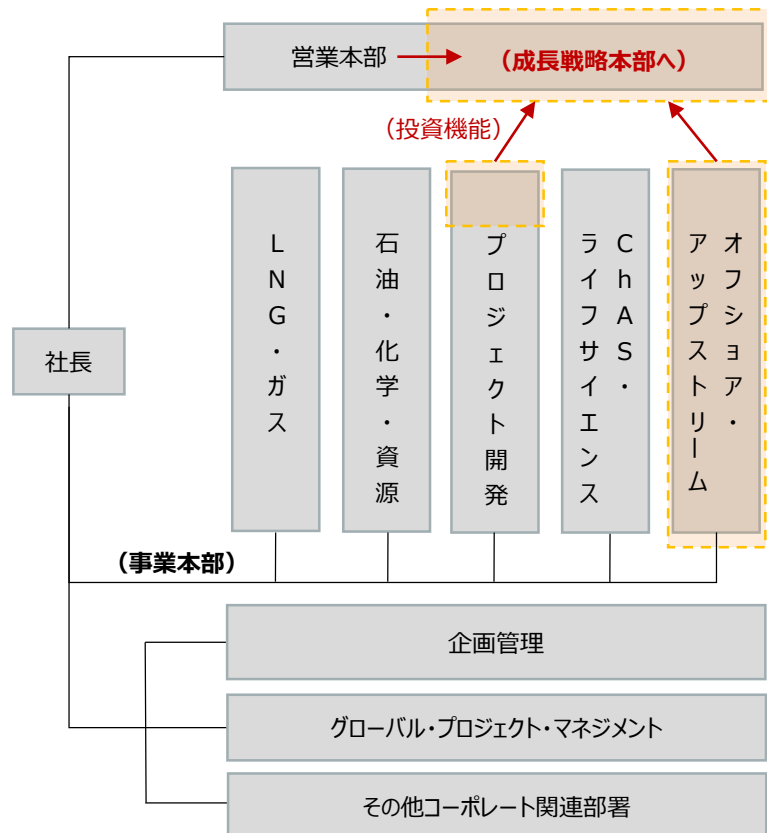 営業本部
（成長戦略本部へ）
（投資機能）
LNG・ガス
石油・化学・資源
プロジェクト開発
ChAS・
ライフサイエンス
オフショア・
アップストリーム
社長
（事業本部）
企画管理
グローバル・プロジェクト・マネジメント
その他コーポレート関連部署